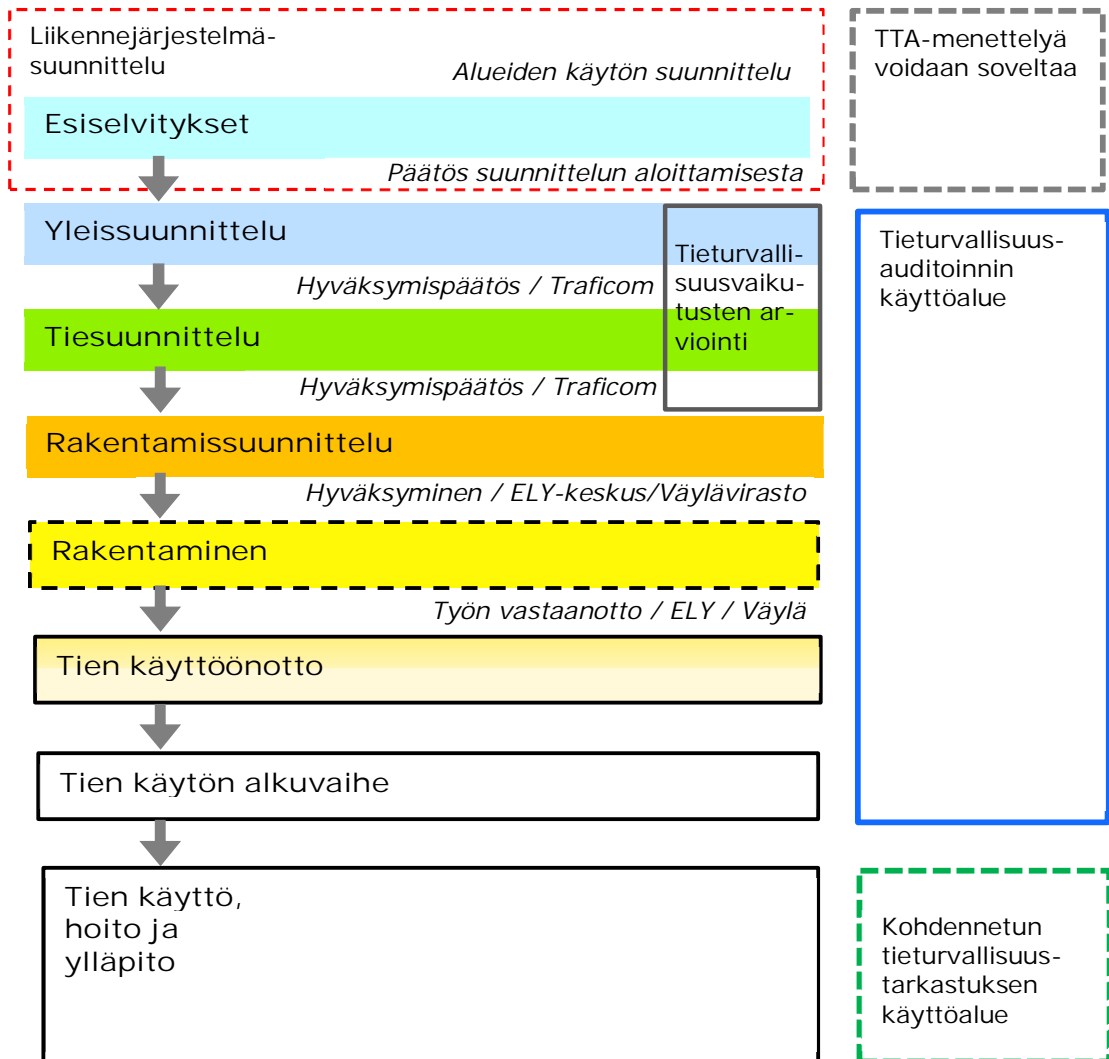 Liikennejärjestelmä-
suunnittelu
Alueiden käytön suunnittelu
Esiselvitykset
Päätös suunnittelun aloittamisesta
TTA-menettelyä
voidaan soveltaa
Yleissuunnittelu
Hyväksymispäätös / Traficom
Tiesuunnittelu
Hyväksymispäätös / Traficom
Tieturvalli-
suusvaiku-
tusten ar-
viointi
Tieturvallisuus-
auditoinnin
käyttöalue
Rakentamissuunnittelu
Hyväksyminen / ELY-keskus/Väylävirasto
Rakentaminen
Työn vastaanotto / ELY / Väylä
Tien käyttöönotto
Tien käytön alkuvaihe
Tien käyttö,
hoito ja
ylläpito
Kohdennetun
tieturvallisuus-
tarkastuksen
käyttöalue